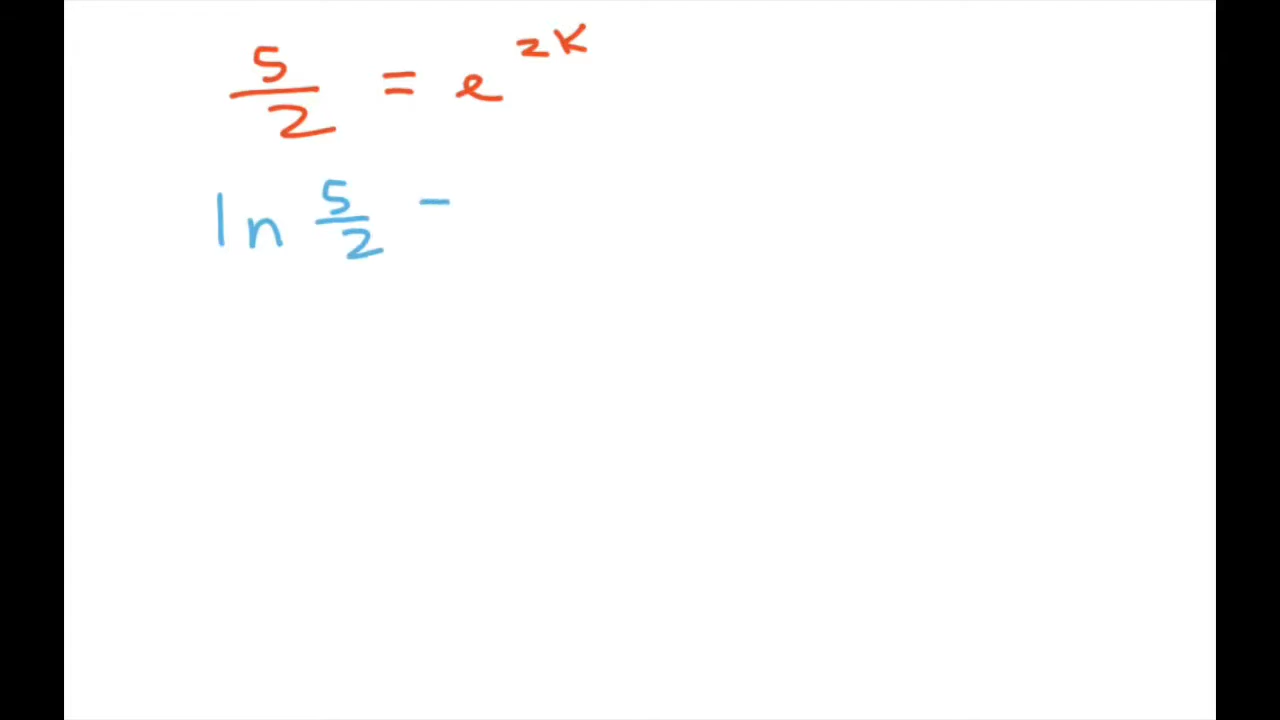 5/2 = e^2K
ln 5/2 -